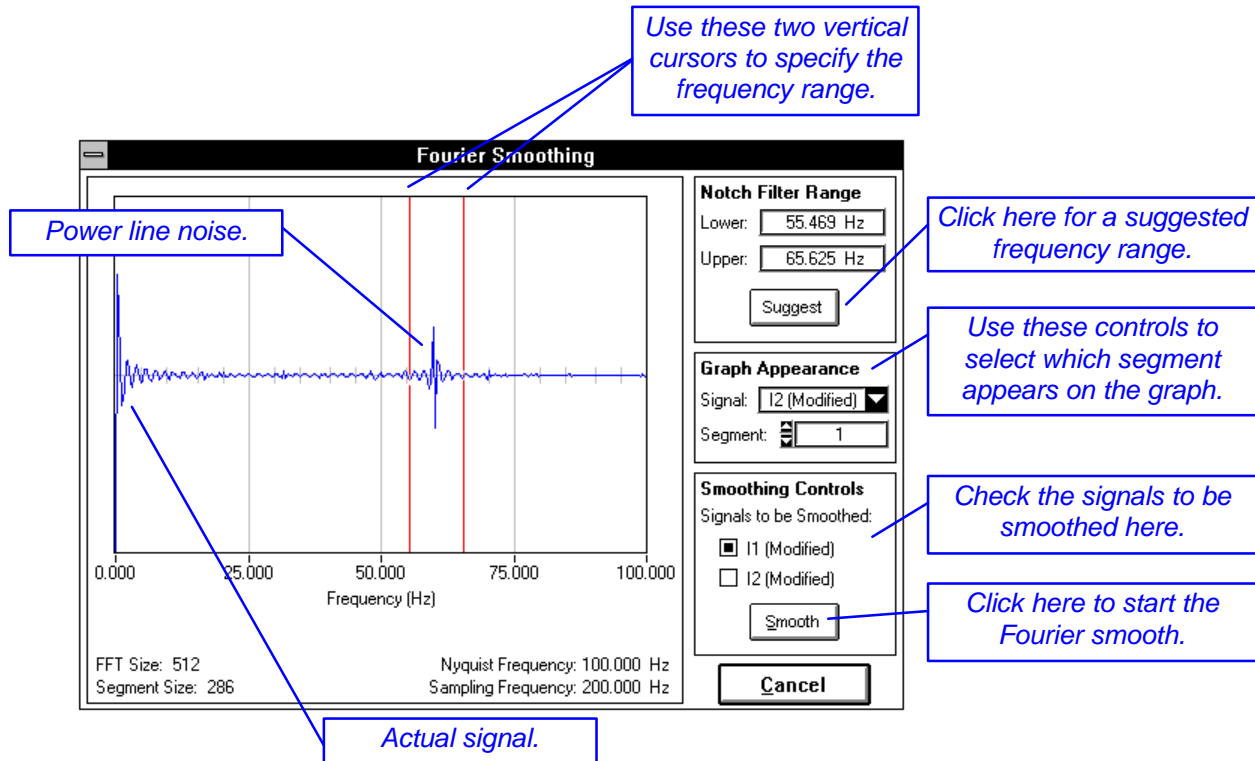 Use these two vertical
cursors to specify the
frequency range.
Fourier Smoothing
Power line noise.
0.000 25.000 50.000 75.000 100.000
Frequency (Hz)
FFT Size: 512
Segment Size: 286
Nyquist Frequency: 100.000 Hz
Sampling Frequency: 200.000 Hz
Actual signal.
Notch Filter Range
Lower: 55.469 Hz
Upper: 65.625 Hz
Suggest
Click here for a suggested
frequency range.
Graph Appearance
Signal: I2 (Modified)
Segment: 1
Use these controls to
select which segment
appears on the graph.
Smoothing Controls
Signals to be Smoothed:
I1 (Modified)
I2 (Modified)
Smooth
Check the signals to be
smoothed here.
Click here to start the
Fourier smooth.
Cancel